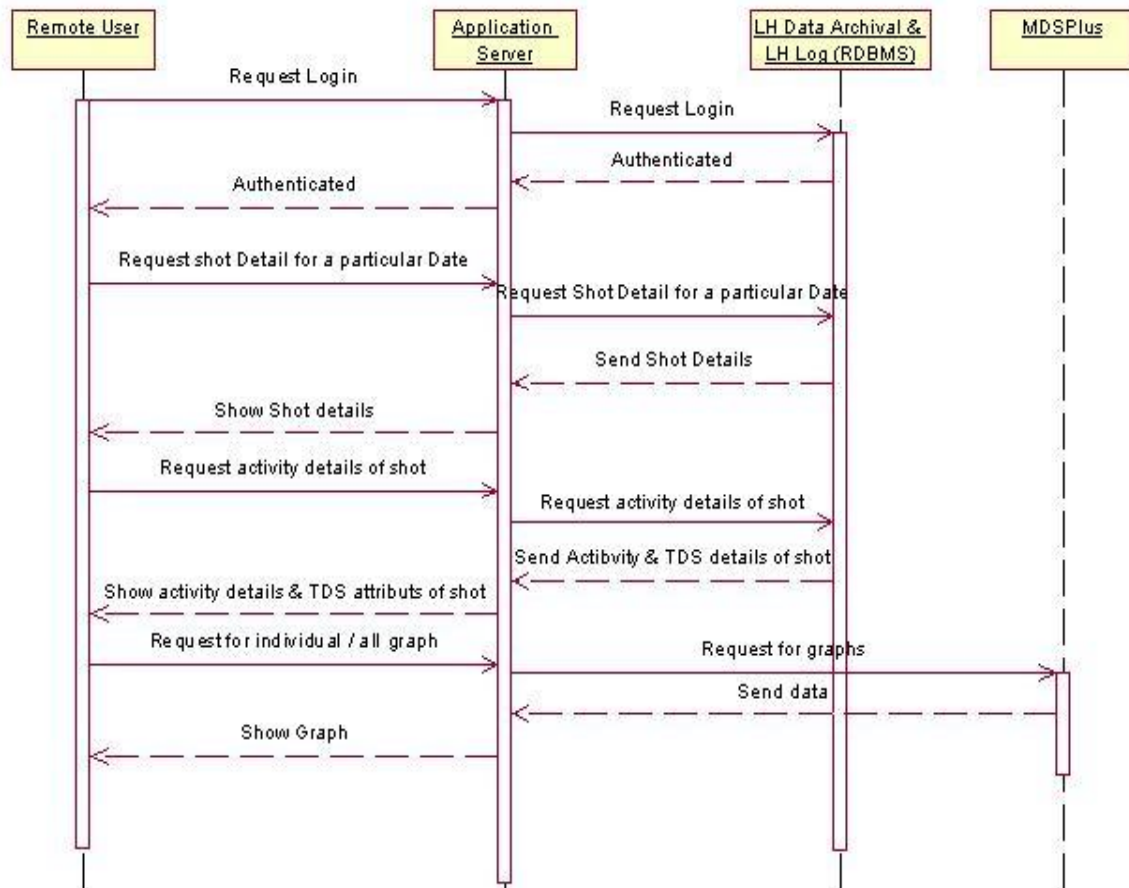 Remote User
Application
Server
LH Data Archival &
LH Log (RDBMS)
MDSPlus
Request Login
Request Login
Authenticated
Authenticated
Request shot Detail for a particular Date
Request Shot Detail for a particular Date
Send Shot Details
Show Shot details
Request activity details of shot
Request activity details of shot
Send Actibvity & TDS details of shot
Show activity details & TDS attributs of shot
Request for individual / all graph
Request for graphs
Send data
Show Graph